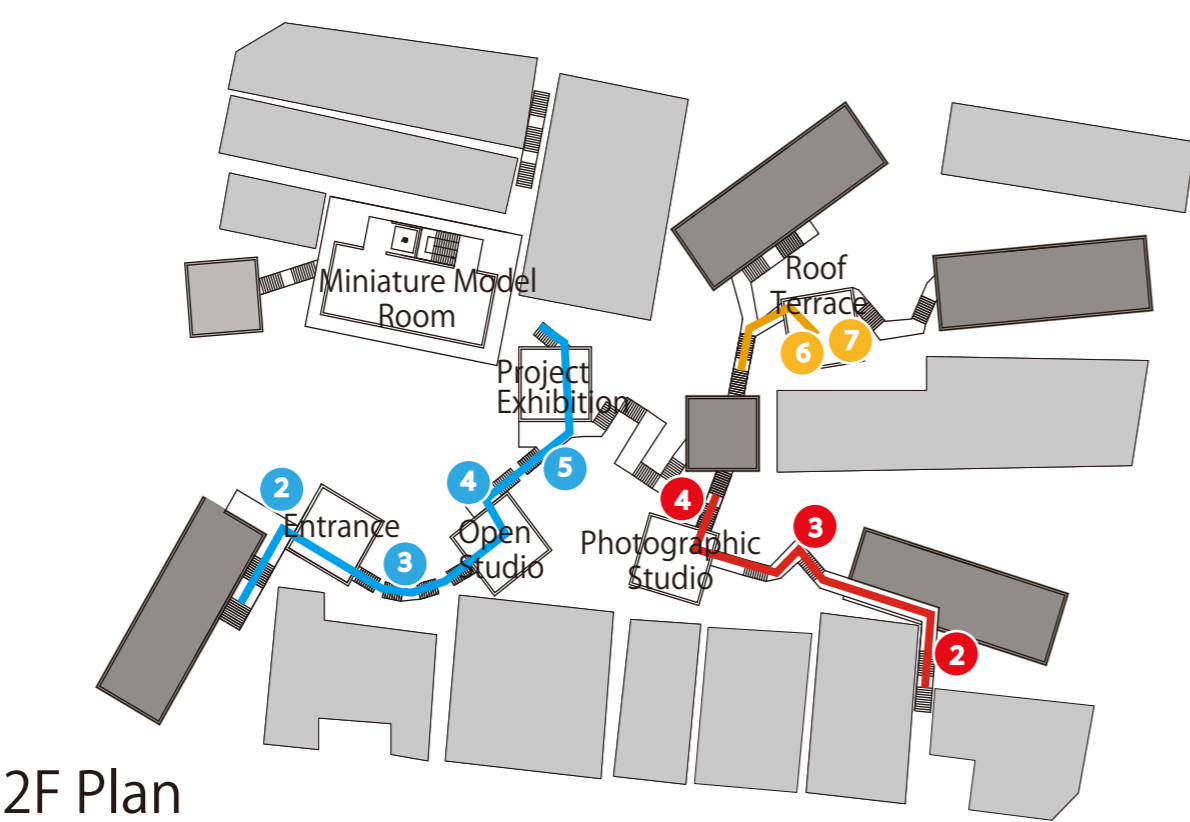 Roof
Terrace
Miniature Model
Room
6
7
Project
Exhibition
5
4
2
Entrance
3
Open
Studio
4
Photographic
Studio
3
2
2F Plan